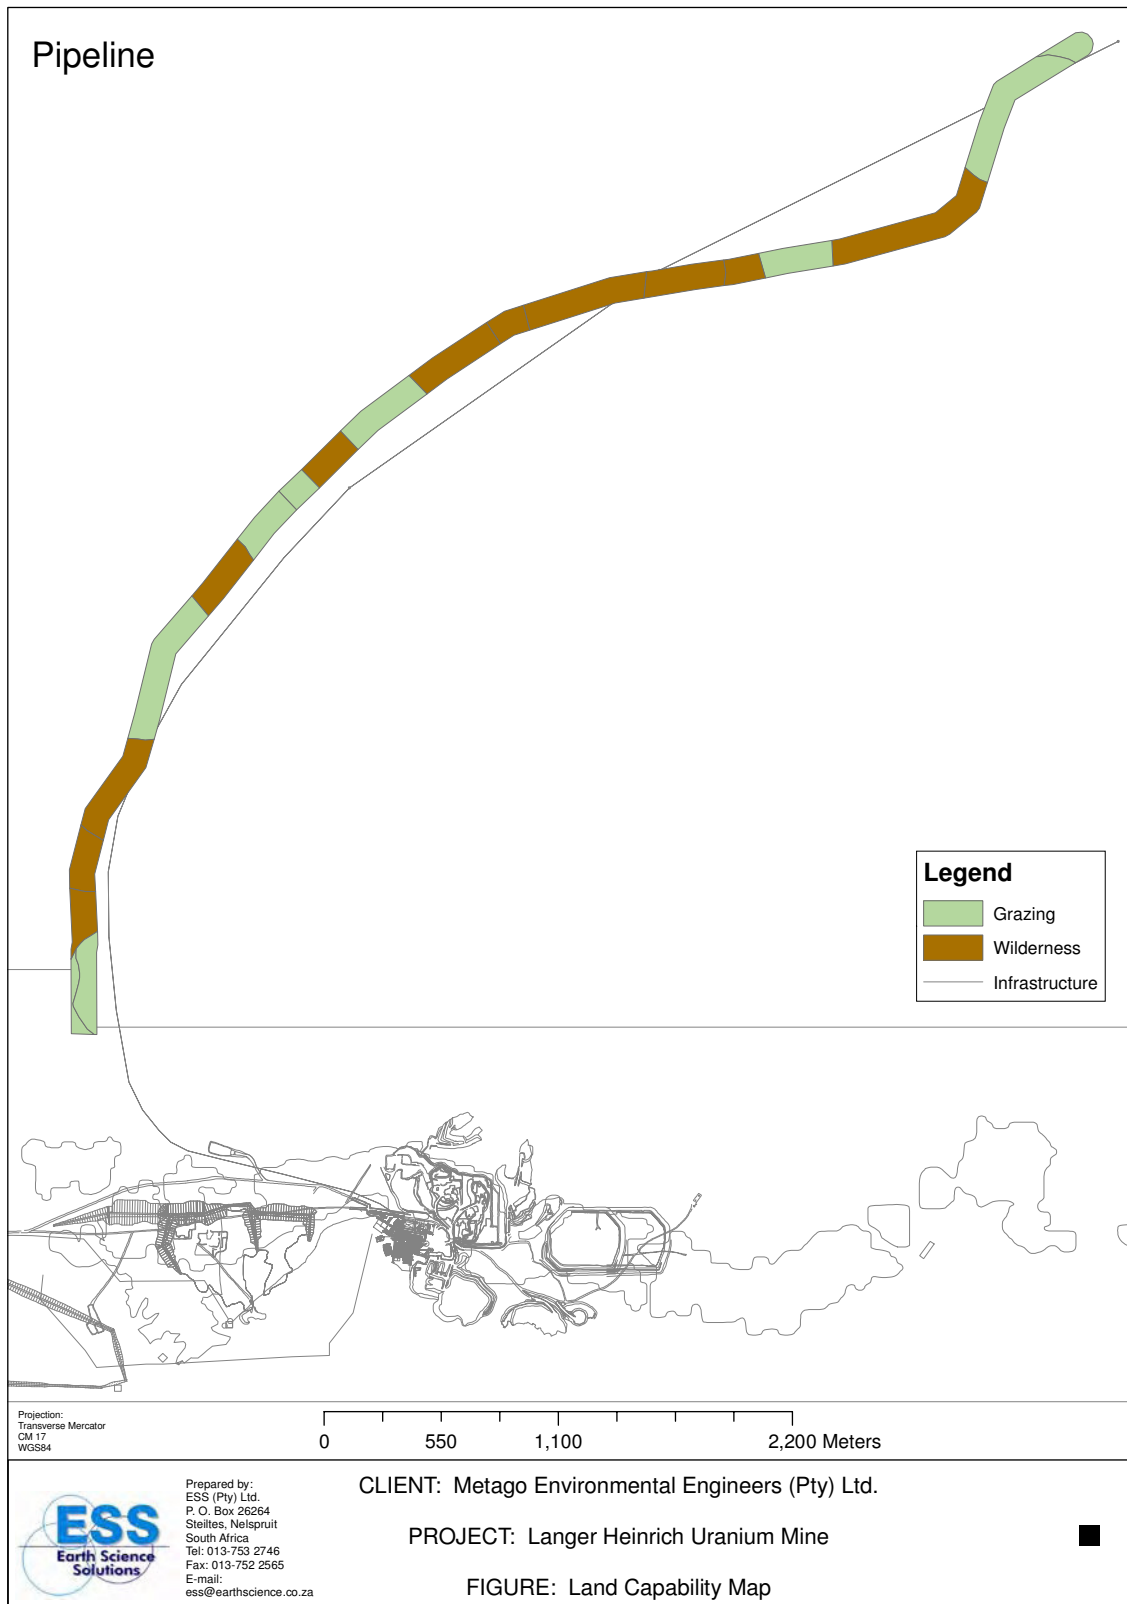 Pipeline
Legend
Grazing
Wilderness
Infrastructure
Projection:
Transverse Mercator
CM 17
WGS84
0 550 1,100 2,200 Meters
ESS
Earth Science
Solutions
Prepared by:
ESS (Pty) Ltd.
P. O. Box 26264
Steiltes, Nelspruit
South Africa
Tel: 013-753 2746
Fax: 013-752 2565
E-mail:
ess@earthscience.co.za
CLIENT: Metago Environmental Engineers (Pty) Ltd.
PROJECT: Langer Heinrich Uranium Mine
FIGURE: Land Capability Map